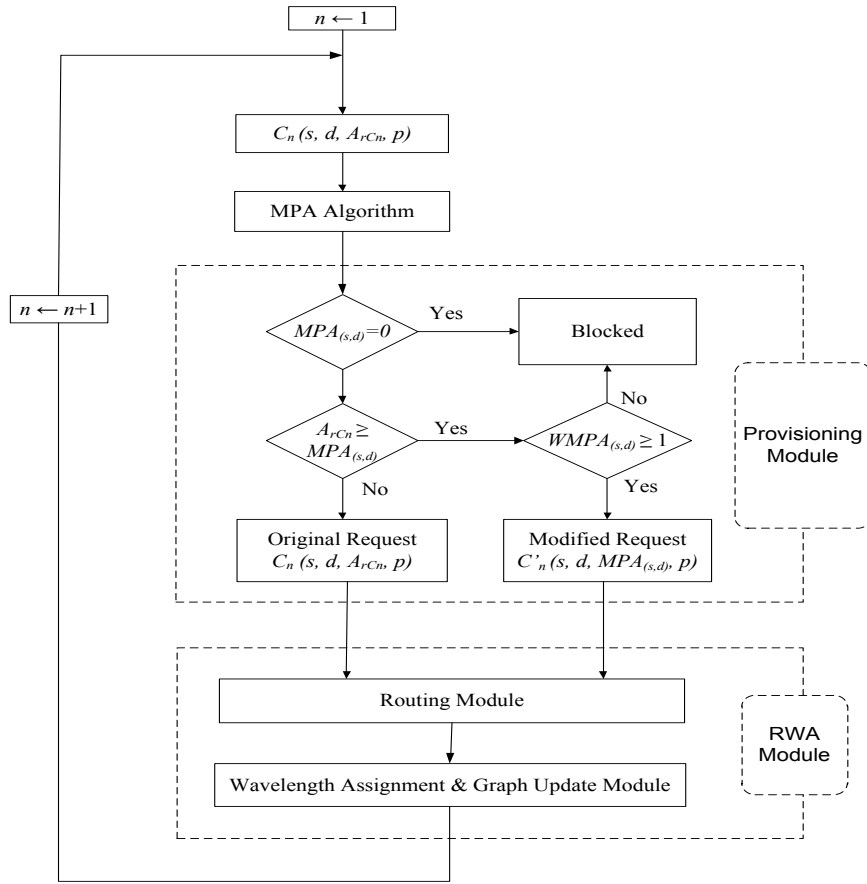 n ← 1
C_n (s, d, A_rCn, p)
MPA Algorithm
n ← n+1
MPA_(s,d)=0
Yes
Blocked
No
A_rCn ≥
MPA_(s,d)
Yes
WMPA_(s,d) ≥ 1
Provisioning
Module
No
Yes
Original Request
C_n (s, d, A_rCn, p)
Modified Request
C'_n (s, d, MPA_(s,d), p)
Routing Module
RWA
Module
Wavelength Assignment & Graph Update Module